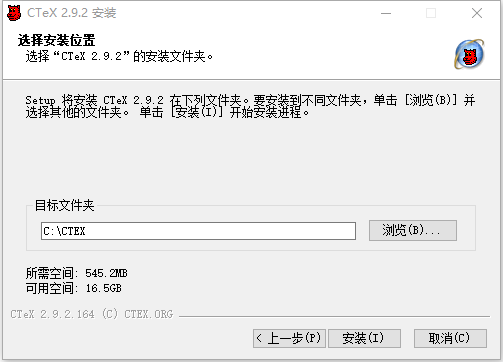 CTeX 2.9.2 安装
选择安装位置
选择“CTeX 2.9.2”的安装文件夹。
Setup 将安装 CTeX 2.9.2 在下列文件夹。要安装到不同文件夹，单击 [浏览(B)] 并
选择其他的文件夹。 单击 [安装(I)] 开始安装进程。
目标文件夹
C:\CTEX
浏览(B)...
所需空间: 545.2MB
可用空间: 16.5GB
CTeX 2.9.2.164 (C) CTEX.ORG
< 上一步(P) 安装(I) 取消(C)